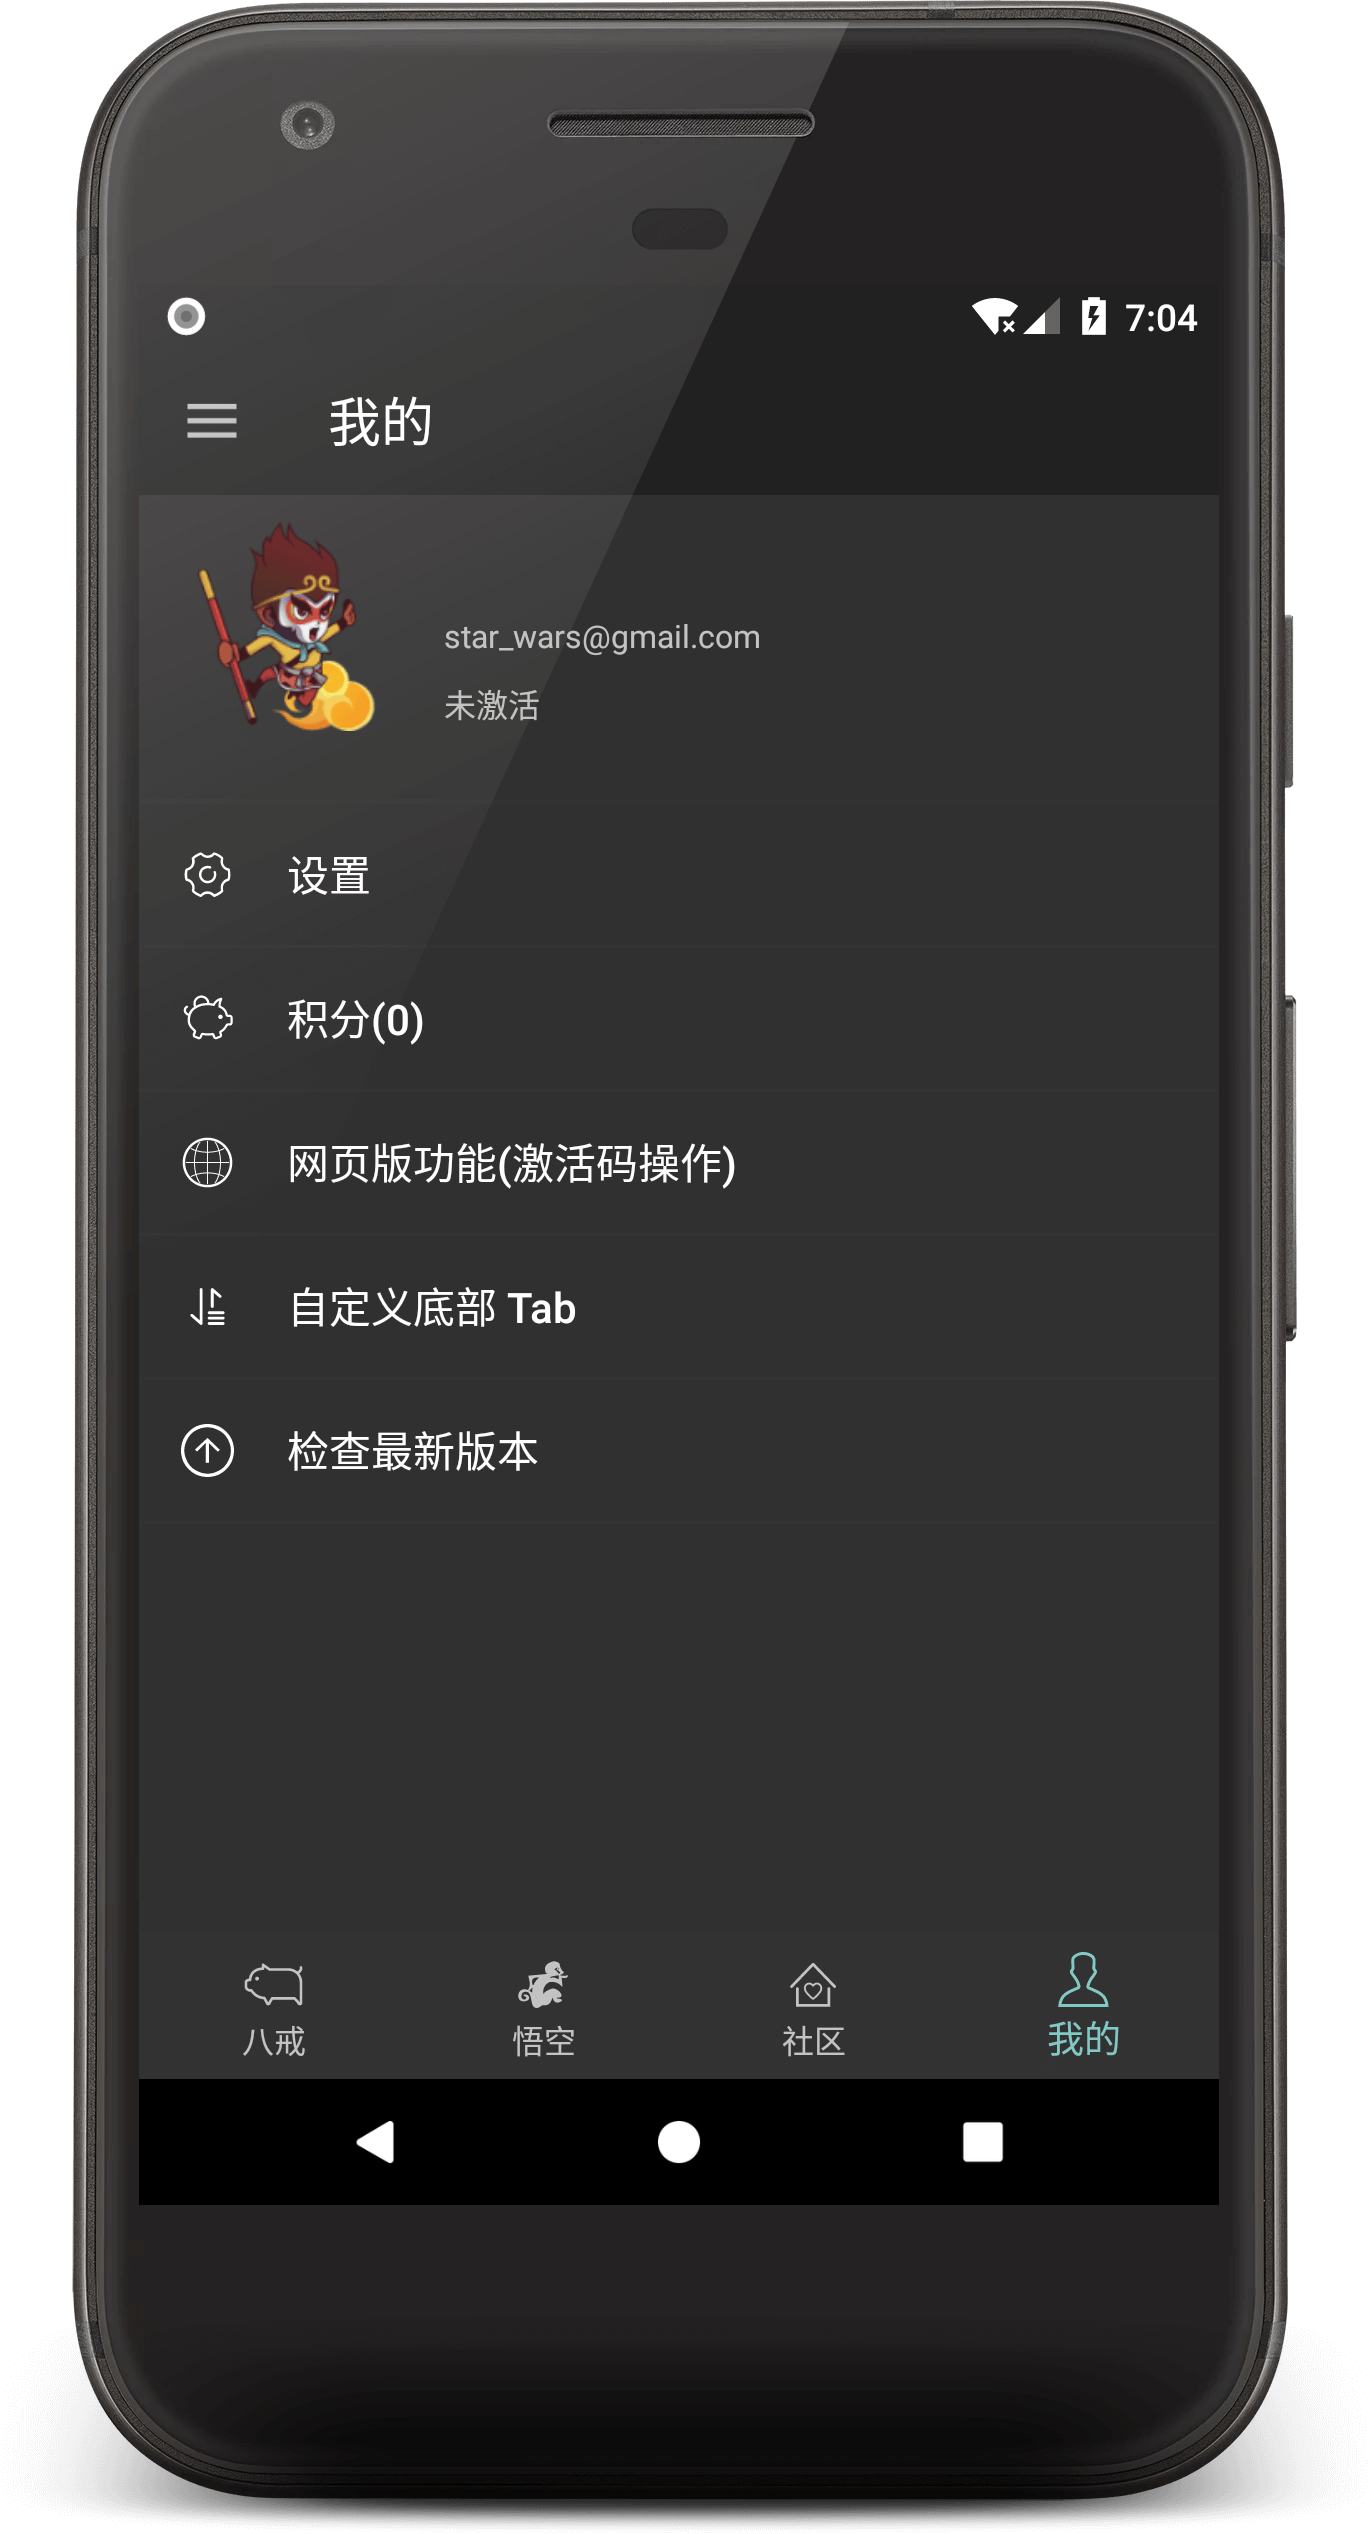 7:04
我的
star_wars@gmail.com
未激活
设置
积分(0)
网页版功能(激活码操作)
自定义底部 Tab
检查最新版本
八戒
悟空
社区
我的